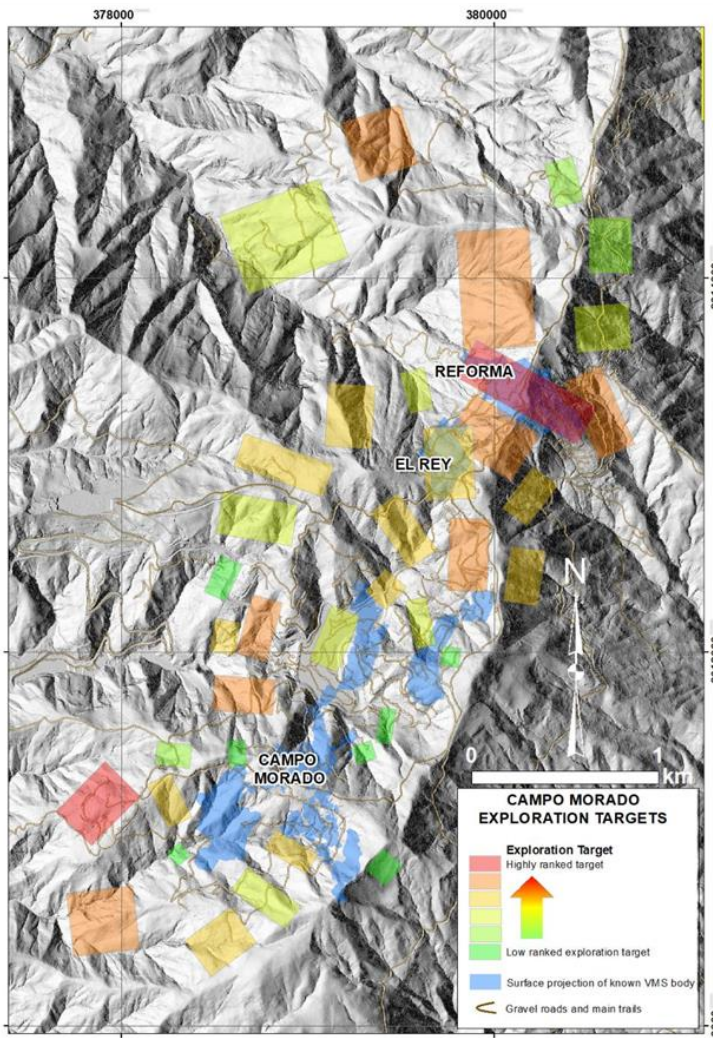 378000
380000
REFORMA
EL REY
N
CAMPO
MORADO
0
1
km
CAMPO MORADO
EXPLORATION TARGETS
Exploration Target
Highly ranked target
Low ranked exploration target
Surface projection of known VMS body
Gravel roads and main trails